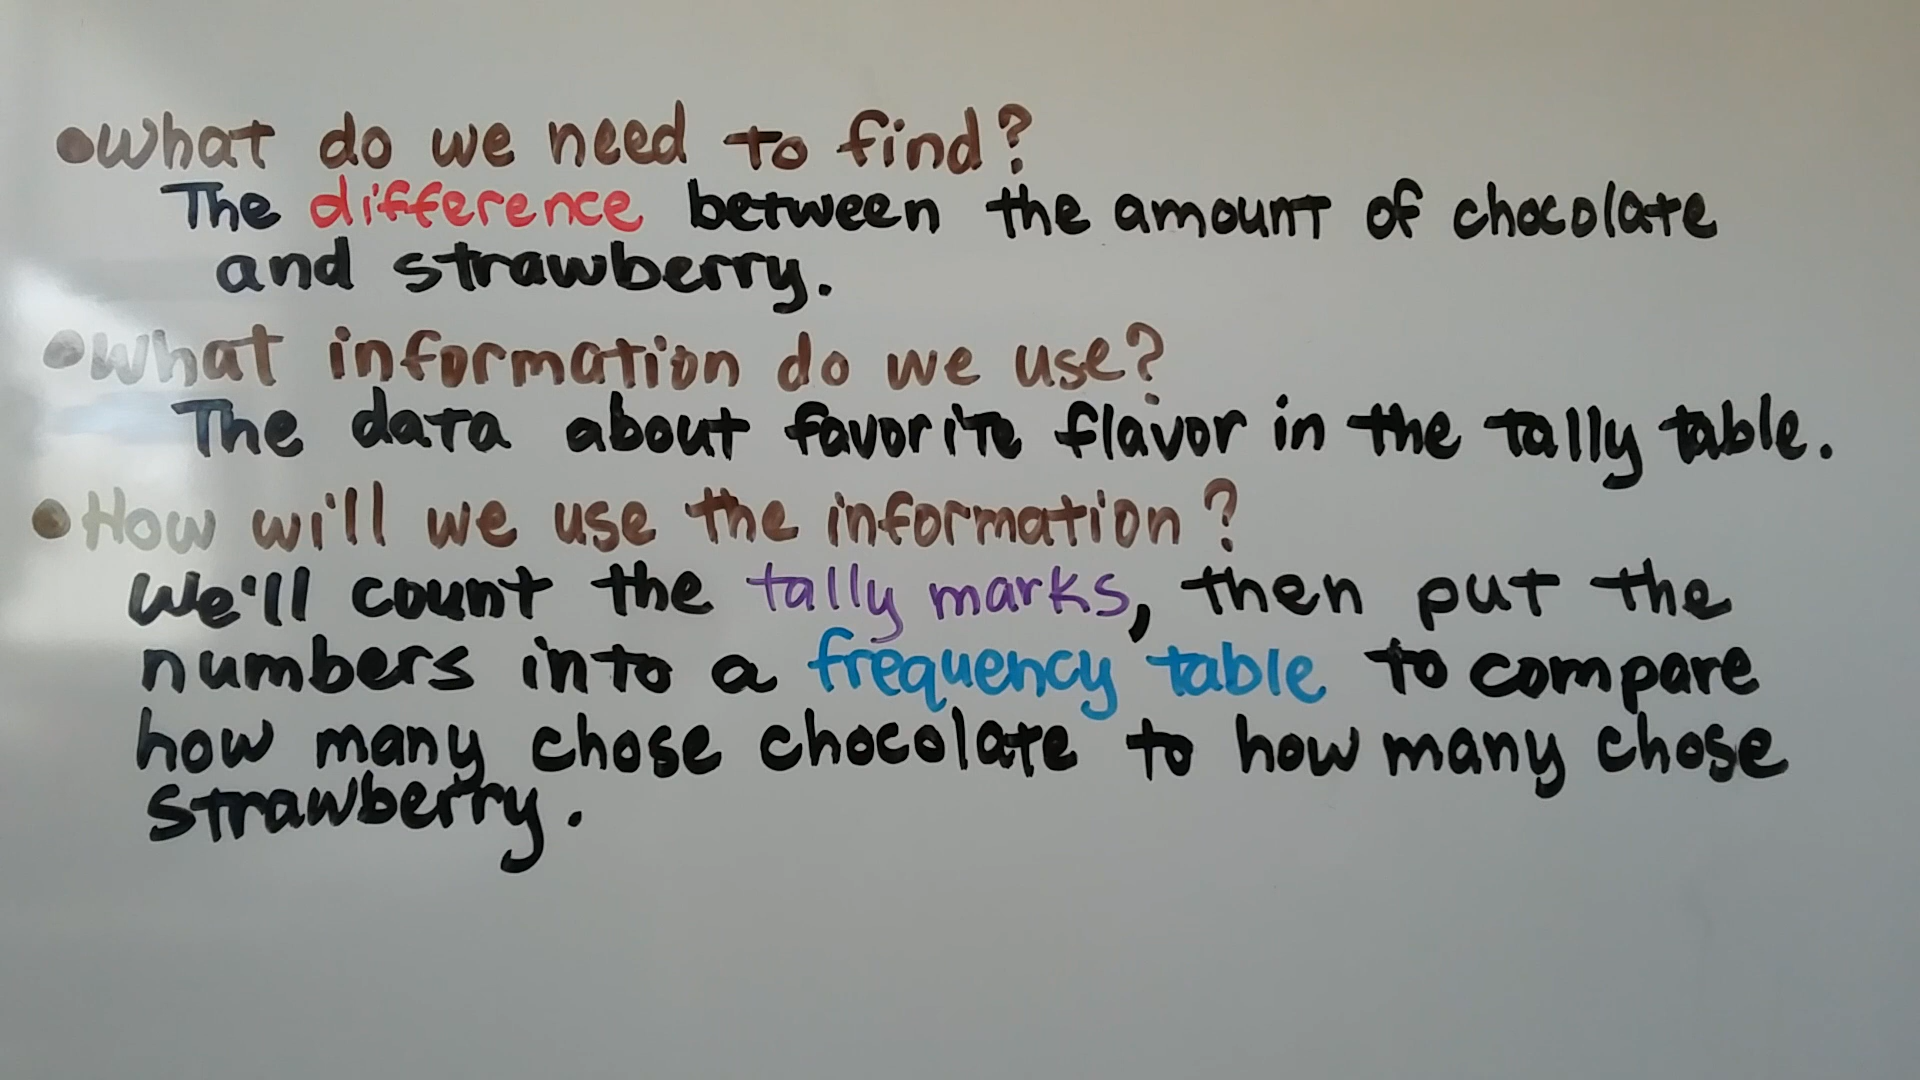 •What do we need to find?
The difference between the amount of chocolate
and strawberry.
•What information do we use?
The data about favorite flavor in the tally table.
•How will we use the information?
We'll count the tally marks, then put the
numbers into a frequency table to compare
how many chose chocolate to how many chose
strawberry.